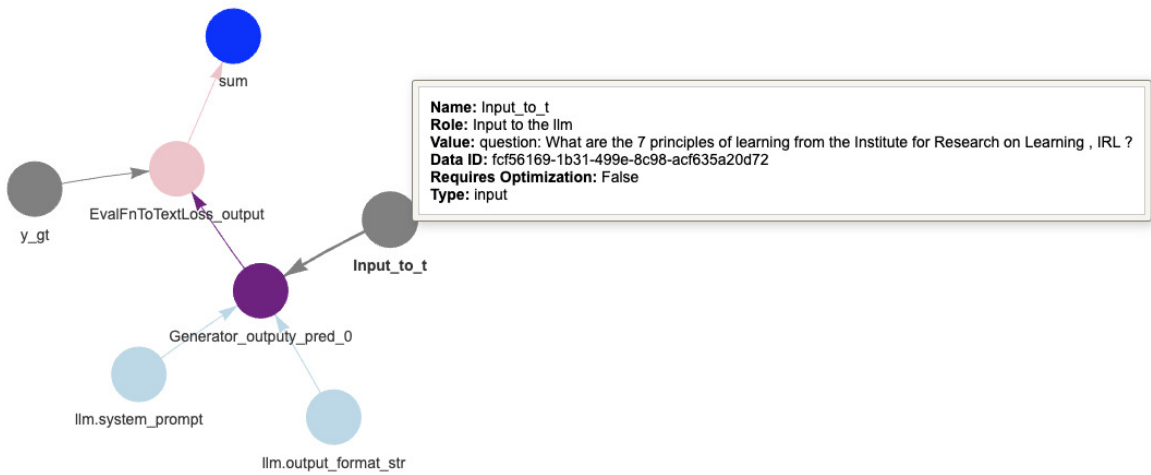 sum
Name: Input_to_t
Role: Input to the llm
Value: question: What are the 7 principles of learning from the Institute for Research on Learning , IRL ?
Data ID: fcf56169-1b31-499e-8c98-acf635a20d72
Requires Optimization: False
Type: input
EvalFnToTextLoss_output
y_gt
Input_to_t
Generator_outputy_pred_0
llm.system_prompt
llm.output_format_str